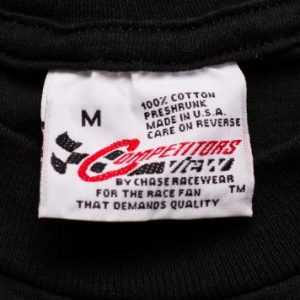 M
100% COTTON
PRESHRUNK
MADE IN U.S.A.
CARE ON REVERSE
COMPETITORS
VIEW
BY CHASE RACEWEAR
FOR THE RACE FAN
THAT DEMANDS QUALITY
TM